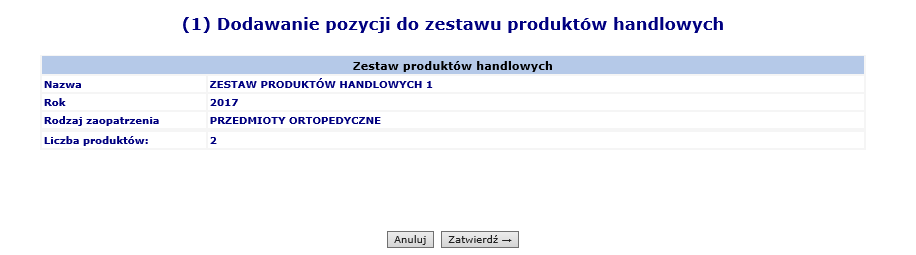 (1) Dodawanie pozycji do zestawu produktów handlowych
Zestaw produktów handlowych
Nazwa ZESTAW PRODUKTÓW HANDLOWYCH 1
Rok 2017
Rodzaj zaopatrzenia PRZEDMIOTY ORTOPEDYCZNE
Liczba produktów: 2
Anuluj Zatwierdź →